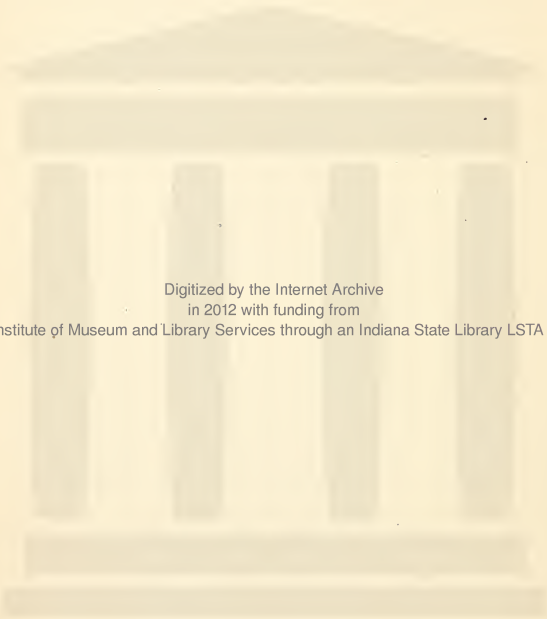 Digitized by the Internet Archive
in 2012 with funding from
nstitute of Museum and Library Services through an Indiana State Library LSTA